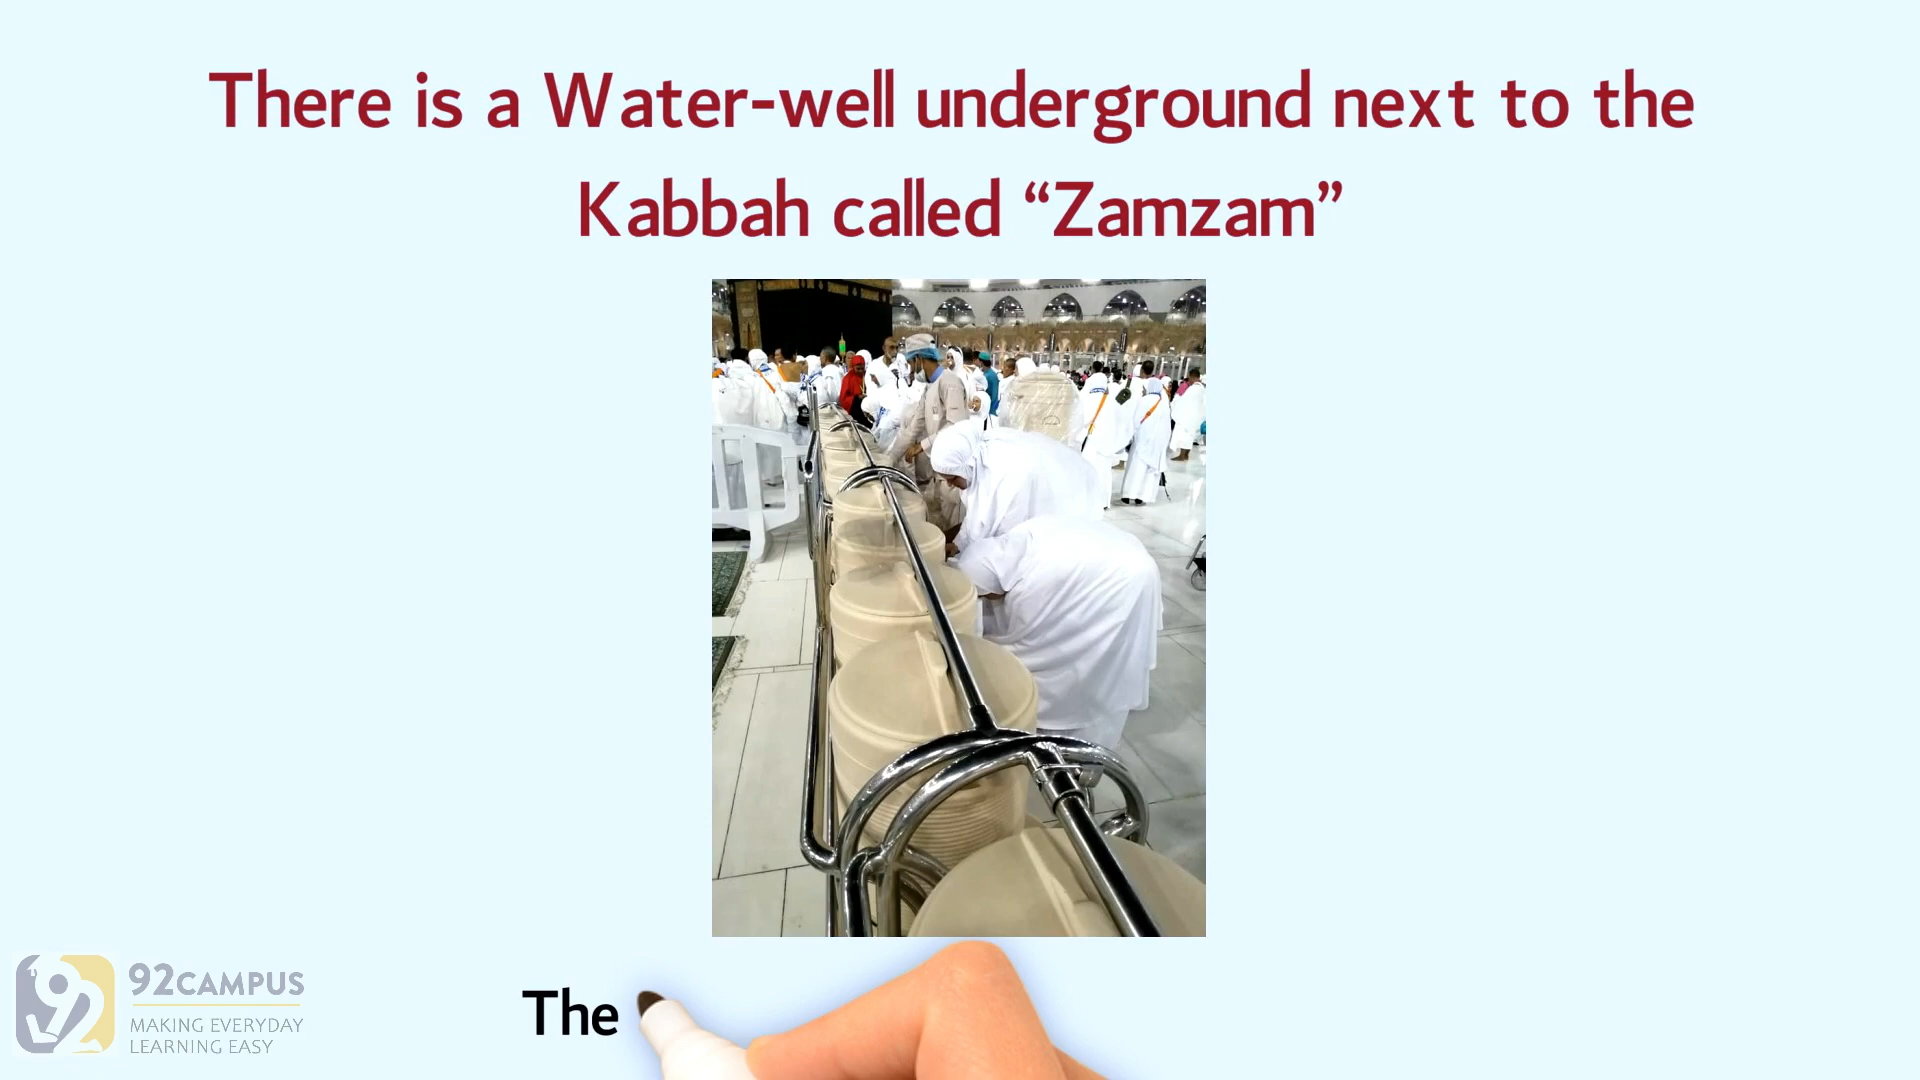 There is a Water-well underground next to the
Kabbah called “Zamzam”
The
92CAMPUS
MAKING EVERYDAY
LEARNING EASY